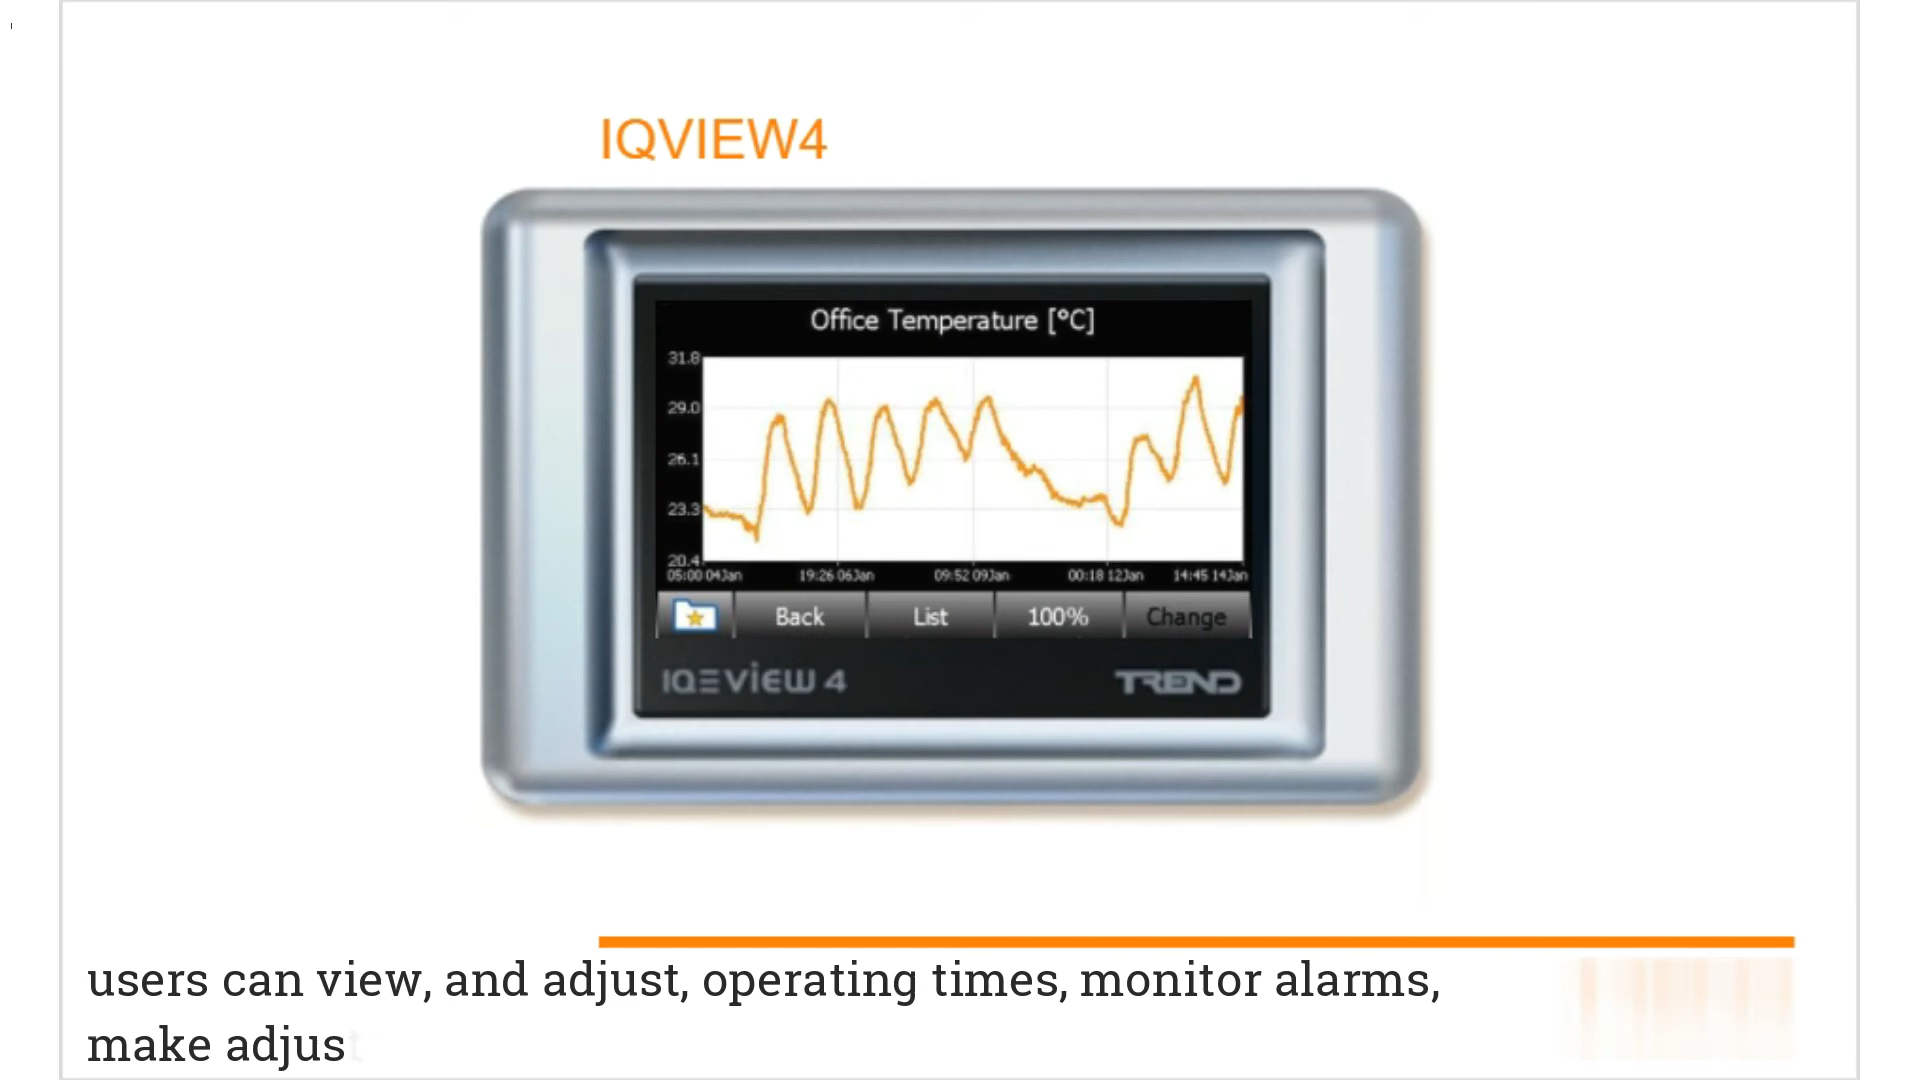 IQVIEW4
Office Temperature [°C]
31.8
29.0
26.1
23.3
20.4
05:00 04Jan 19:26 06Jan 09:52 09Jan 00:18 12Jan 14:45 14Jan
Back List 100% Change
IQ VIEW 4 TREND
users can view, and adjust, operating times, monitor alarms,
make adjust